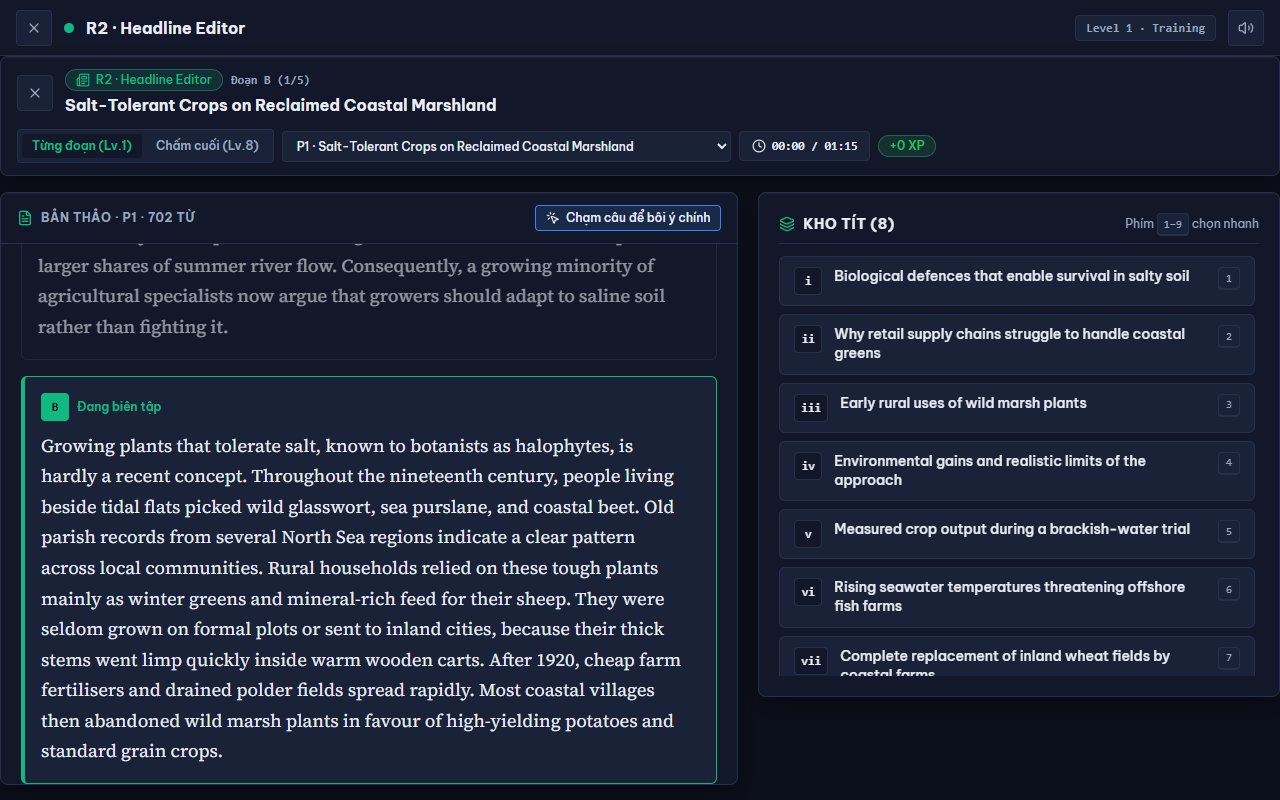 R2 · Headline Editor
Level 1 · Training
R2 · Headline Editor
Đoạn B (1/5)
Salt-Tolerant Crops on Reclaimed Coastal Marshland
Từng đoạn (Lv.1)
Chấm cuối (Lv.8)
P1 · Salt-Tolerant Crops on Reclaimed Coastal Marshland
00:00 / 01:15
+0 XP
BẢN THẢO · P1 · 702 TỪ
Chạm câu để bôi ý chính
larger shares of summer river flow. Consequently, a growing minority of
agricultural specialists now argue that growers should adapt to saline soil
rather than fighting it.
B
Đang biên tập
Growing plants that tolerate salt, known to botanists as halophytes, is
hardly a recent concept. Throughout the nineteenth century, people living
beside tidal flats picked wild glasswort, sea purslane, and coastal beet. Old
parish records from several North Sea regions indicate a clear pattern
across local communities. Rural households relied on these tough plants
mainly as winter greens and mineral-rich feed for their sheep. They were
seldom grown on formal plots or sent to inland cities, because their thick
stems went limp quickly inside warm wooden carts. After 1920, cheap farm
fertilisers and drained polder fields spread rapidly. Most coastal villages
then abandoned wild marsh plants in favour of high-yielding potatoes and
standard grain crops.
KHO TÍT (8)
Phím 1–9 chọn nhanh
i Biological defences that enable survival in salty soil 1
ii Why retail supply chains struggle to handle coastal 2
greens
iii Early rural uses of wild marsh plants 3
iv Environmental gains and realistic limits of the 4
approach
v Measured crop output during a brackish-water trial 5
vi Rising seawater temperatures threatening offshore 6
fish farms
vii Complete replacement of inland wheat fields by 7
coastal farms